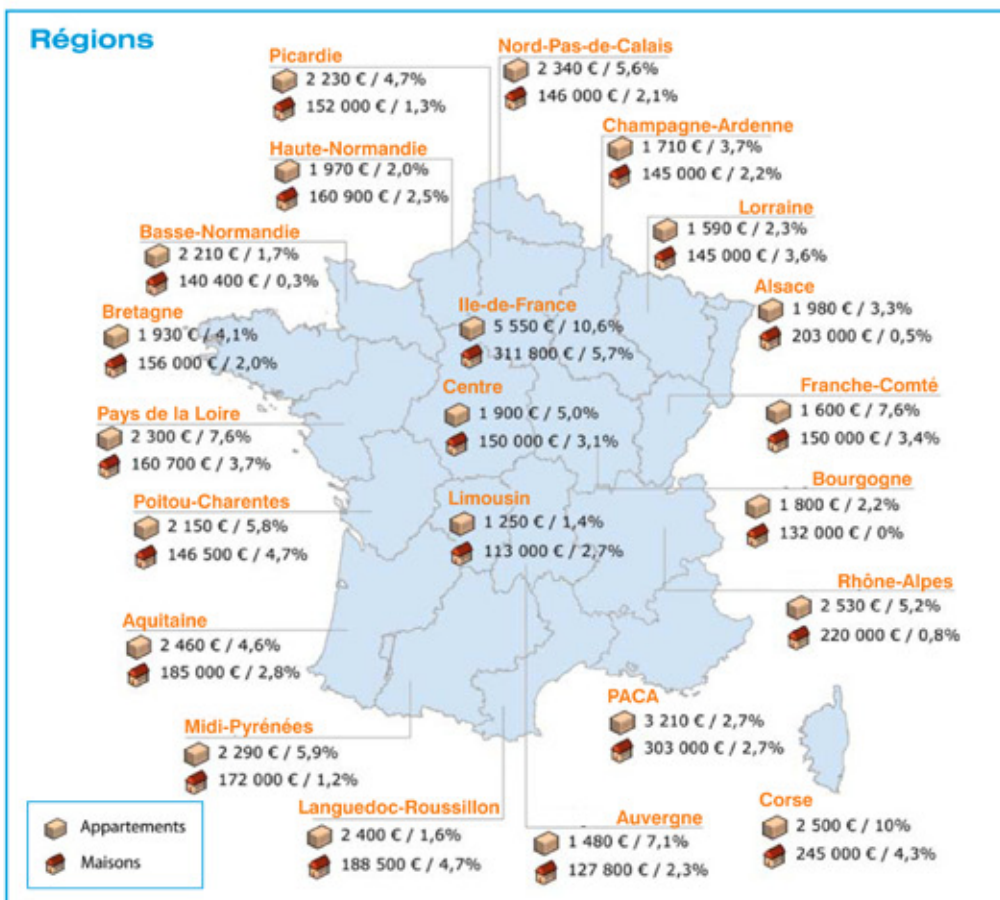 Régions
Picardie
2 230 € / 4,7%
152 000 € / 1,3%
Nord-Pas-de-Calais
2 340 € / 5,6%
146 000 € / 2,1%
Haute-Normandie
1 970 € / 2,0%
160 900 € / 2,5%
Champagne-Ardenne
1 710 € / 3,7%
145 000 € / 2,2%
Basse-Normandie
2 210 € / 1,7%
140 400 € / 0,3%
Lorraine
1 590 € / 2,3%
145 000 € / 3,6%
Bretagne
1 930 € / 4,1%
156 000 € / 2,0%
Ile-de-France
5 550 € / 10,6%
311 800 € / 5,7%
Alsace
1 980 € / 3,3%
203 000 € / 0,5%
Pays de la Loire
2 300 € / 7,6%
160 700 € / 3,7%
Centre
1 900 € / 5,0%
150 000 € / 3,1%
Franche-Comté
1 600 € / 7,6%
150 000 € / 3,4%
Poitou-Charentes
2 150 € / 5,8%
146 500 € / 4,7%
Limousin
1 250 € / 1,4%
113 000 € / 2,7%
Bourgogne
1 800 € / 2,2%
132 000 € / 0%
Rhône-Alpes
2 530 € / 5,2%
220 000 € / 0,8%
Aquitaine
2 460 € / 4,6%
185 000 € / 2,8%
Midi-Pyrénées
2 290 € / 5,9%
172 000 € / 1,2%
PACA
3 210 € / 2,7%
303 000 € / 2,7%
Languedoc-Roussillon
2 400 € / 1,6%
188 500 € / 4,7%
Auvergne
1 480 € / 7,1%
127 800 € / 2,3%
Corse
2 500 € / 10%
245 000 € / 4,3%
Appartements
Maisons